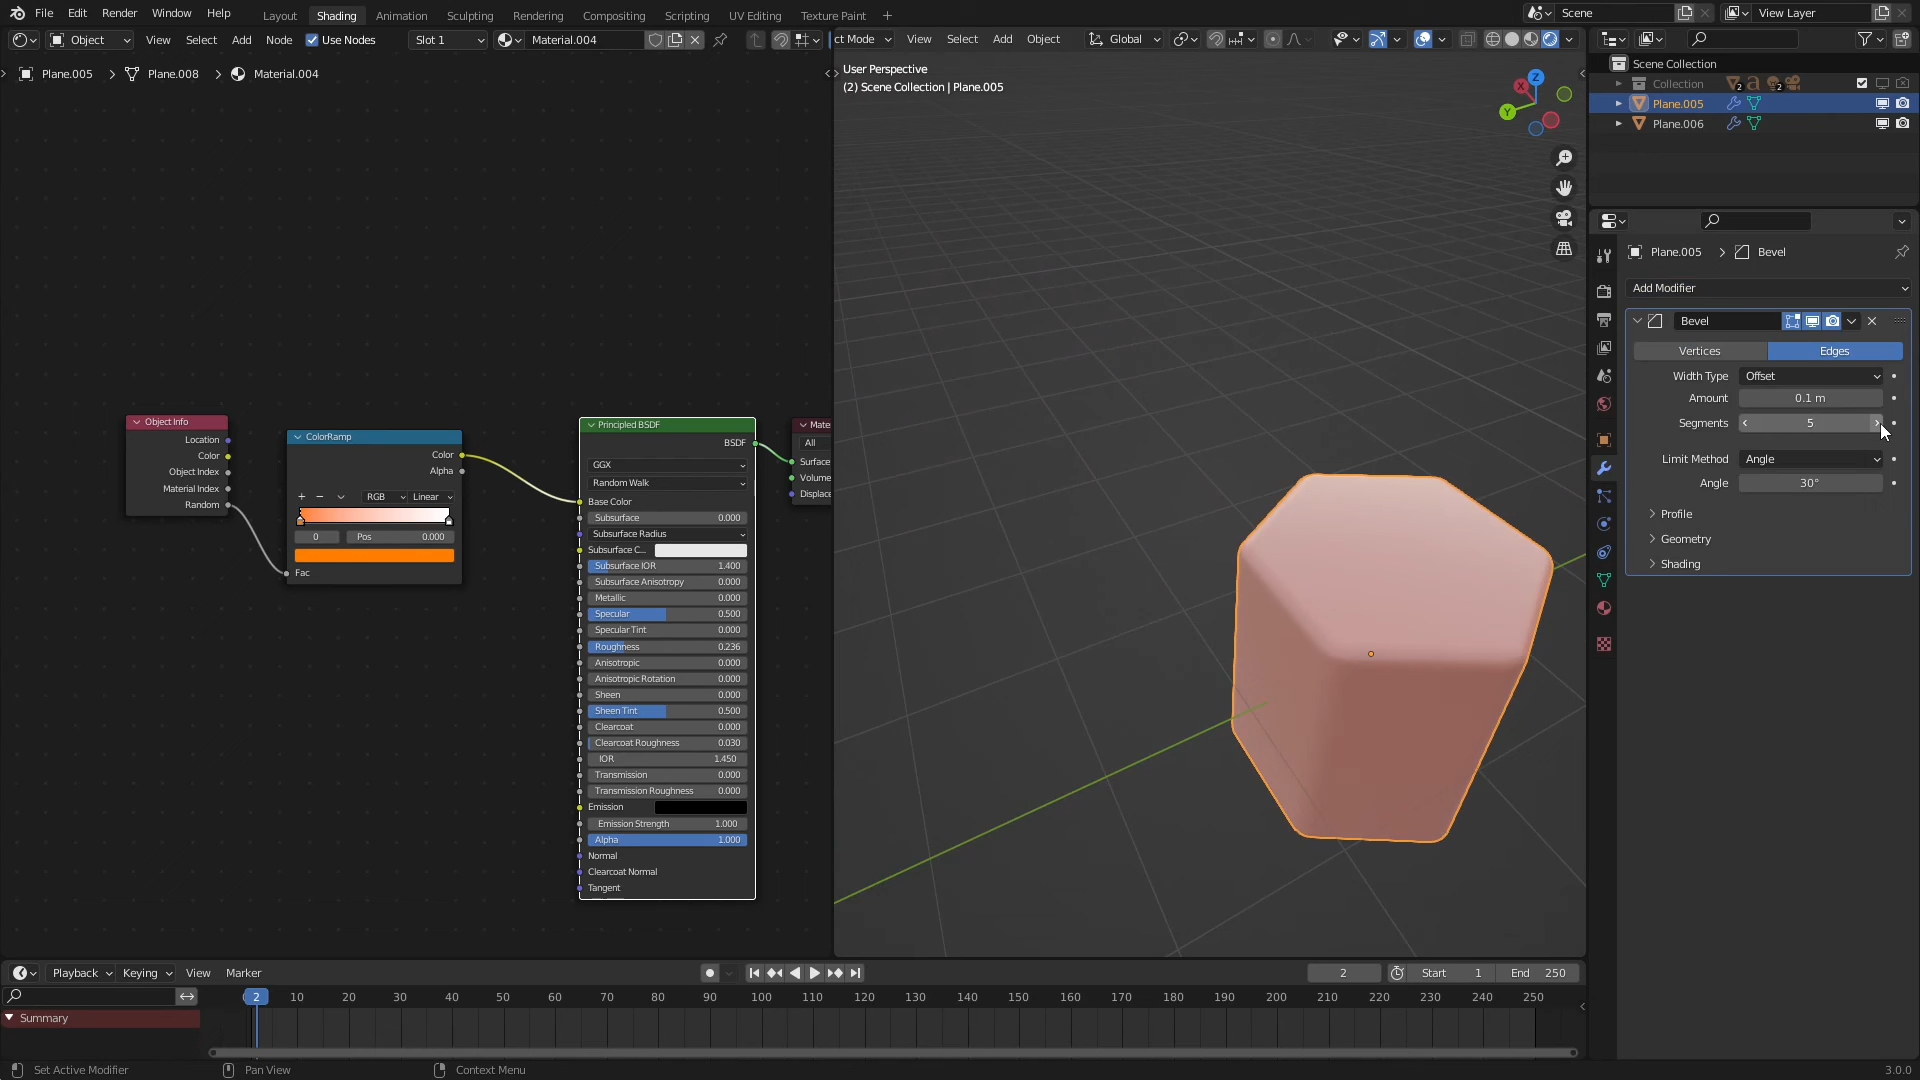 File Edit Render Window Help Layout Shading Animation Sculpting Rendering Compositing Scripting UV Editing Texture Paint + Scene View Layer
Object View Select Add Node Use Nodes Slot 1 Material.004 ct Mode View Select Add Object Global
Plane.005 > Plane.008 > Material.004
User Perspective
(2) Scene Collection | Plane.005
X
Y
Z
Scene Collection
Collection 2 2
Plane.005
Plane.006
Plane.005 > Bevel
Add Modifier
Bevel
Vertices Edges
Width Type Offset
Amount 0.1 m
Segments 5
Limit Method Angle
Angle 30°
Profile
Geometry
Shading
Object Info
Location
Color
Object Index
Material Index
Random
ColorRamp
Color
Alpha
+ − RGB Linear
0 Pos 0.000
Fac
Principled BSDF
BSDF
GGX
Random Walk
Base Color
Subsurface 0.000
Subsurface Radius
Subsurface C...
Subsurface IOR 1.400
Subsurface Anisotropy 0.000
Metallic 0.000
Specular 0.500
Specular Tint 0.000
Roughness 0.236
Anisotropic 0.000
Anisotropic Rotation 0.000
Sheen 0.000
Sheen Tint 0.500
Clearcoat 0.000
Clearcoat Roughness 0.030
IOR 1.450
Transmission 0.000
Transmission Roughness 0.000
Emission
Emission Strength 1.000
Alpha 1.000
Normal
Clearcoat Normal
Tangent
Mate
All
Surface
Volume
Displace
Playback Keying View Marker 2 Start 1 End 250
2 10 20 30 40 50 60 70 80 90 100 110 120 130 140 150 160 170 180 190 200 210 220 230 240 250
Summary
Set Active Modifier Pan View Context Menu 3.0.0